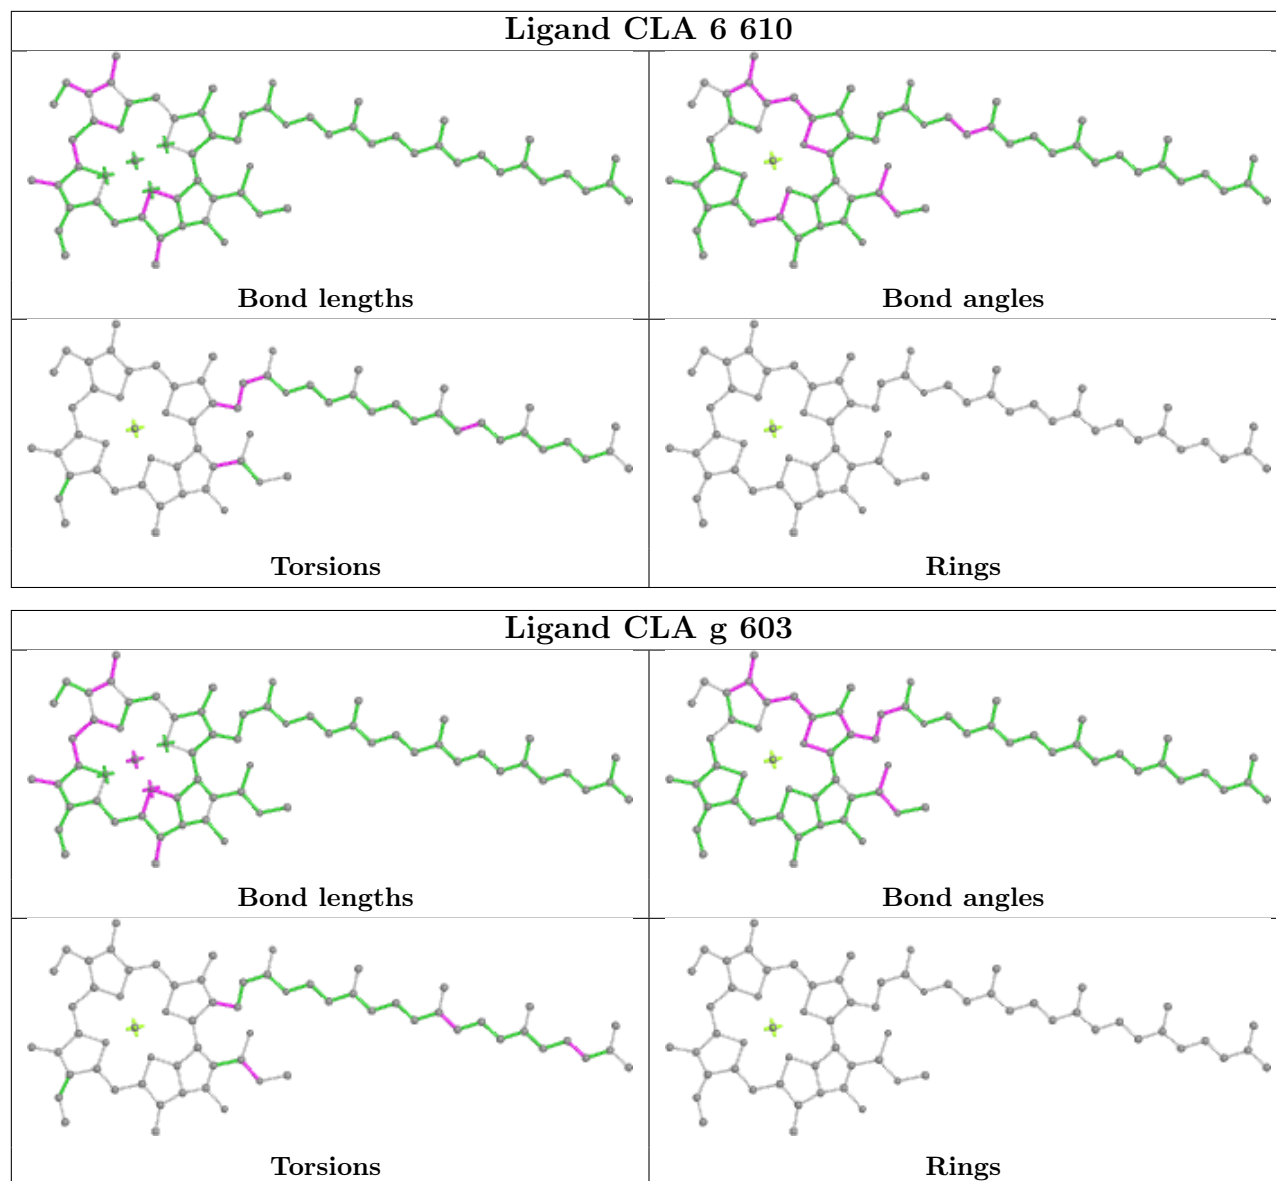 Ligand CLA 6 610
Bond lengths
Bond angles
Torsions
Rings
Ligand CLA g 603
Bond lengths
Bond angles
Torsions
Rings